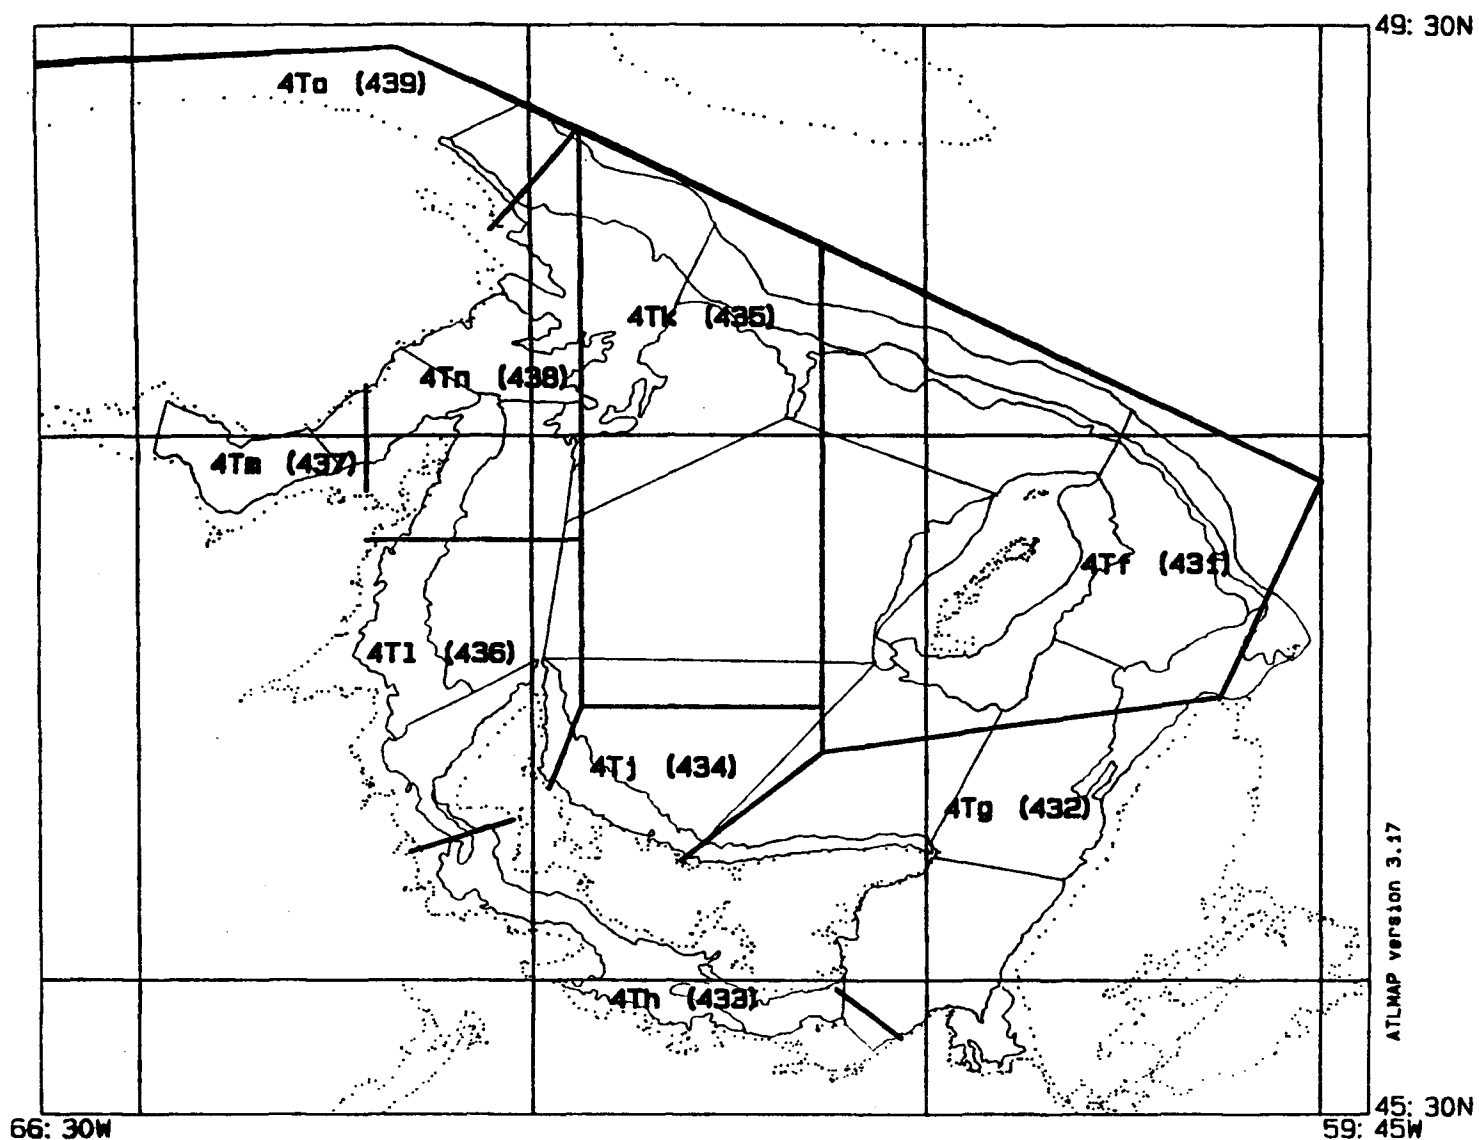 49: 30N
4To (439)
4Tk (435)
4Tn (438)
4Tm (437)
4Tf (431)
4Tl (436)
4Tj (434)
4Tg (432)
4Th (433)
ATLMAP version 3.17
45: 30N
66: 30W
59: 45W